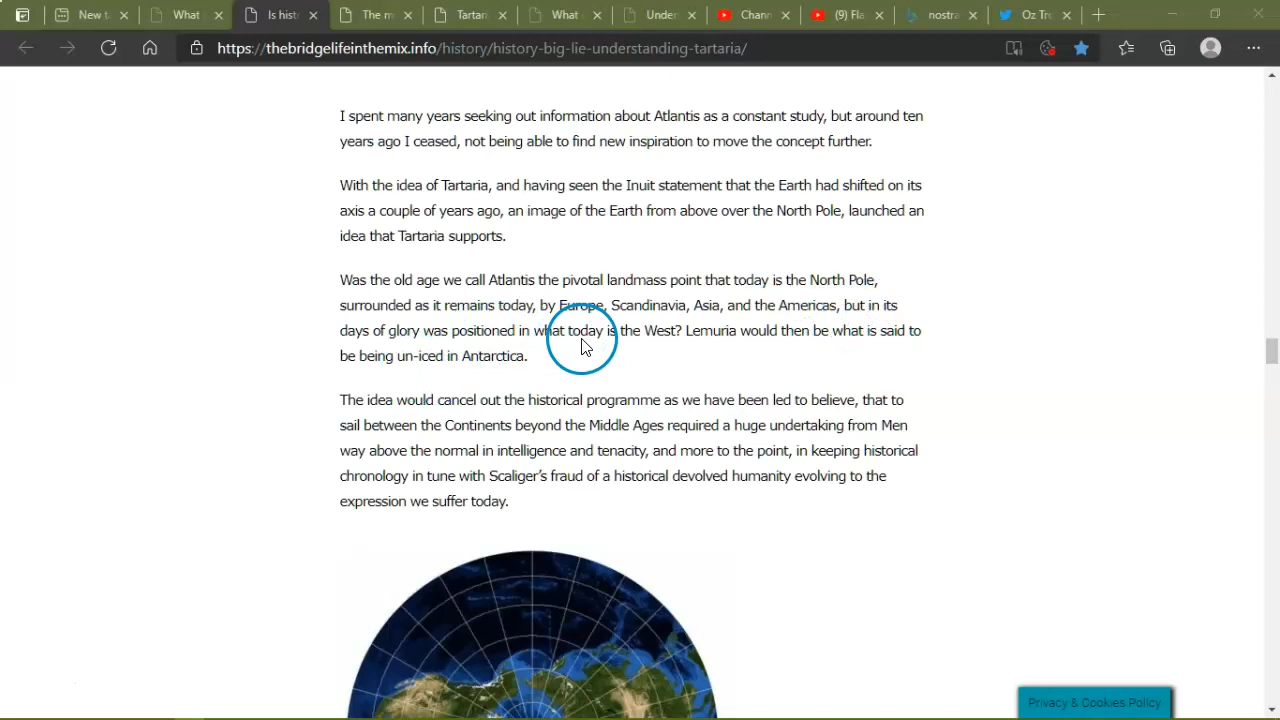 New ta
What
Is hist
The m
Tartari
What
Under
Chann
(9) Fla
nostra
Oz Tro
https://thebridgelifeinthemix.info/history/history-big-lie-understanding-tartaria/
I spent many years seeking out information about Atlantis as a constant study, but around ten
years ago I ceased, not being able to find new inspiration to move the concept further.
With the idea of Tartaria, and having seen the Inuit statement that the Earth had shifted on its
axis a couple of years ago, an image of the Earth from above over the North Pole, launched an
idea that Tartaria supports.
Was the old age we call Atlantis the pivotal landmass point that today is the North Pole,
surrounded as it remains today, by Europe, Scandinavia, Asia, and the Americas, but in its
days of glory was positioned in what today is the West? Lemuria would then be what is said to
be being un-iced in Antarctica.
The idea would cancel out the historical programme as we have been led to believe, that to
sail between the Continents beyond the Middle Ages required a huge undertaking from Men
way above the normal in intelligence and tenacity, and more to the point, in keeping historical
chronology in tune with Scaliger’s fraud of a historical devolved humanity evolving to the
expression we suffer today.
Privacy & Cookies Policy